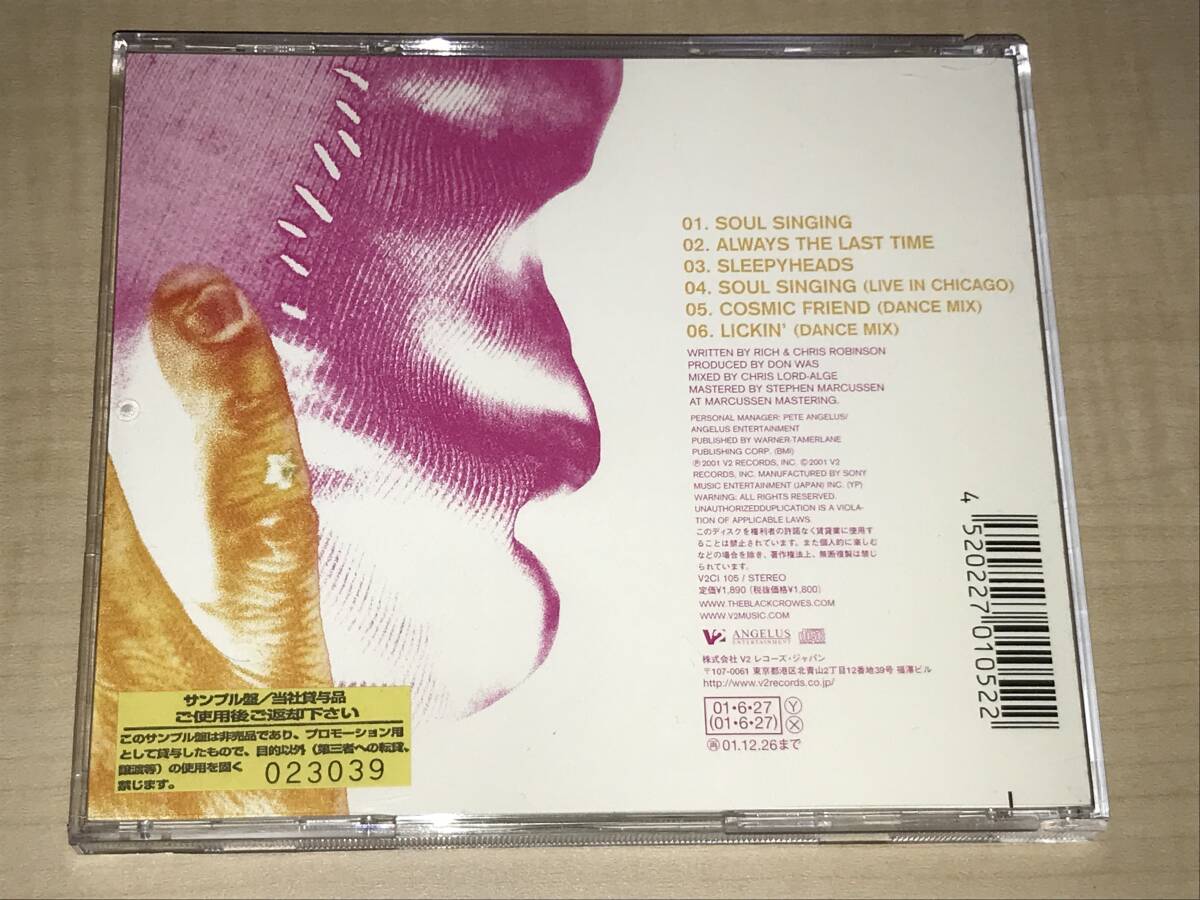 01. SOUL SINGING
02. ALWAYS THE LAST TIME
03. SLEEPYHEADS
04. SOUL SINGING (LIVE IN CHICAGO)
05. COSMIC FRIEND (DANCE MIX)
06. LICKIN' (DANCE MIX)
WRITTEN BY RICH & CHRIS ROBINSON
PRODUCED BY DON WAS
MIXED BY CHRIS LORD-ALGE
MASTERED BY STEPHEN MARCUSSEN
AT MARCUSSEN MASTERING.
PERSONAL MANAGER: PETE ANGELUS/
ANGELUS ENTERTAINMENT
PUBLISHED BY WARNER-TAMERLANE
PUBLISHING CORP. (BMI)
℗2001 V2 RECORDS, INC. ©2001 V2
RECORDS, INC. MANUFACTURED BY SONY
MUSIC ENTERTAINMENT (JAPAN) INC. (YP)
WARNING: ALL RIGHTS RESERVED.
UNAUTHORIZEDDUPLICATION IS A VIOLA-
TION OF APPLICABLE LAWS.
このディスクを権利者の許諾なく賃貸業に使用す
ることは禁止されています。また個人的に楽しむ
などの場合を除き、著作権法上、無断複製は禁じ
られています。
V2CI 105 / STEREO
定価¥1,890 (税抜価格¥1,800)
WWW.THEBLACKCROWES.COM
WWW.V2MUSIC.COM
V2 ANGELUS ENTERTAINMENT
株式会社 V2 レコーズ・ジャパン
〒107-0061 東京都港区北青山2丁目12番地39号 福澤ビル
http://www.v2records.co.jp/
01・6・27 Ⓨ
(01・6・27) Ⓧ
㋐01.12.26まで
4 520227 010522
サンプル盤/当社貸与品
ご使用後ご返却下さい
このサンプル盤は非売品であり、プロモーション用
として貸与したもので、目的以外(第三者への転貸、
譲渡等)の使用を固く
禁じます。
023039